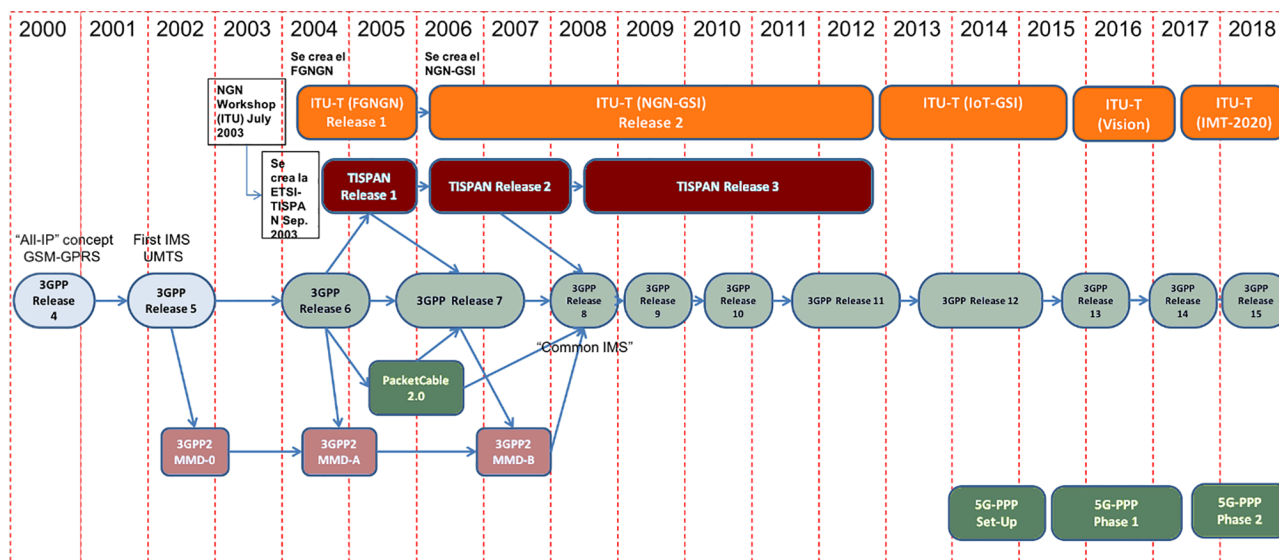 2000 2001 2002 2003 2004 2005 2006 2007 2008 2009 2010 2011 2012 2013 2014 2015 2016 2017 2018
Se crea el
FGNGN
Se crea el
NGN-GSI
NGN
Workshop
(ITU) July
2003
ITU-T (FGNGN)
Release 1
ITU-T (NGN-GSI)
Release 2
ITU-T (IoT-GSI)
ITU-T
(Vision)
ITU-T
(IMT-2020)
Se
crea la
ETSI-
TISPA
N Sep.
2003
TISPAN
Release 1
TISPAN Release 2
TISPAN Release 3
“All-IP” concept
GSM-GPRS
First IMS
UMTS
3GPP
Release
4
3GPP
Release 5
3GPP
Release 6
3GPP Release 7
3GPP
Release
8
3GPP
Release
9
3GPP
Release
10
3GPP Release 11
3GPP Release 12
3GPP
Release
13
3GPP
Release
14
3GPP
Release
15
“Common IMS”
PacketCable
2.0
3GPP2
MMD-0
3GPP2
MMD-A
3GPP2
MMD-B
5G-PPP
Set-Up
5G-PPP
Phase 1
5G-PPP
Phase 2